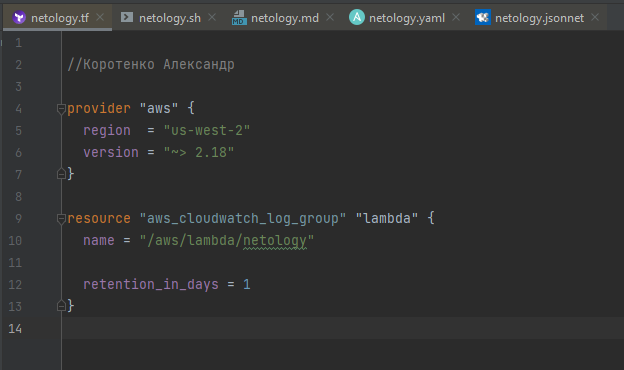 netology.tf netology.sh netology.md netology.yaml netology.jsonnet
1
2 //Коротенко Александр
3
4 provider "aws" {
5   region  = "us-west-2"
6   version = "~> 2.18"
7 }
8
9 resource "aws_cloudwatch_log_group" "lambda" {
10   name = "/aws/lambda/netology"
11
12   retention_in_days = 1
13 }
14